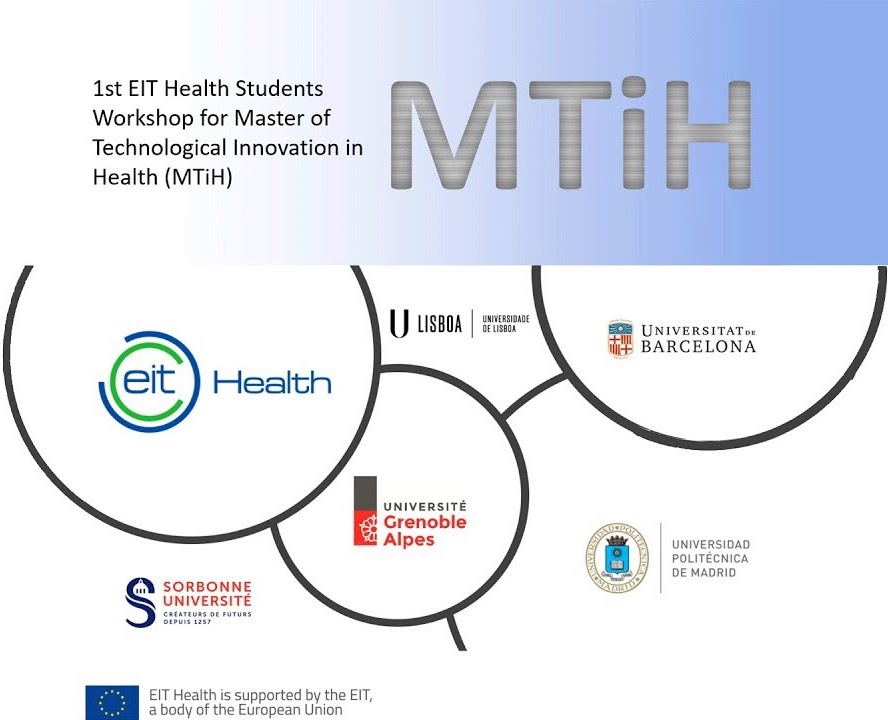 1st EIT Health Students
Workshop for Master of
Technological Innovation in
Health (MTiH)
MTiH
U LISBOA
UNIVERSIDADE
DE LISBOA
UNIVERSITAT DE
BARCELONA
eit Health
UNIVERSITÉ
Grenoble
Alpes
UNIVERSIDAD
POLITÉCNICA
DE MADRID
SORBONNE
UNIVERSITÉ
CRÉATEURS DE FUTURS
DEPUIS 1257
EIT Health is supported by the EIT,
a body of the European Union